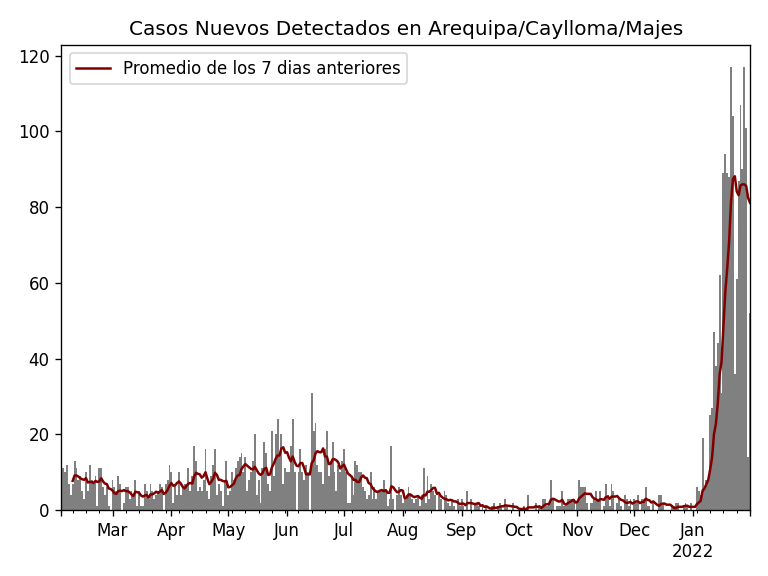 Casos Nuevos Detectados en Arequipa/Caylloma/Majes
Promedio de los 7 dias anteriores
120
100
80
60
40
20
0
Mar Apr May Jun Jul Aug Sep Oct Nov Dec Jan
2022